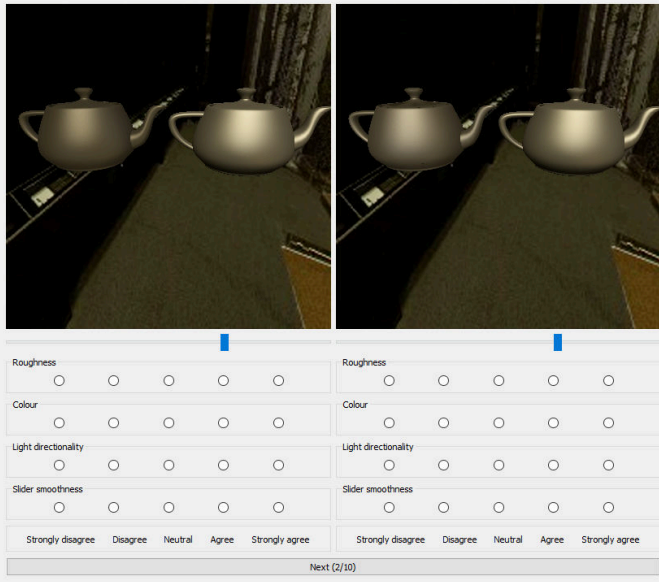 Roughness Roughness
Colour Colour
Light directionality Light directionality
Slider smoothness Slider smoothness
Strongly disagree Disagree Neutral Agree Strongly agree Strongly disagree Disagree Neutral Agree Strongly agree
Next (2/10)